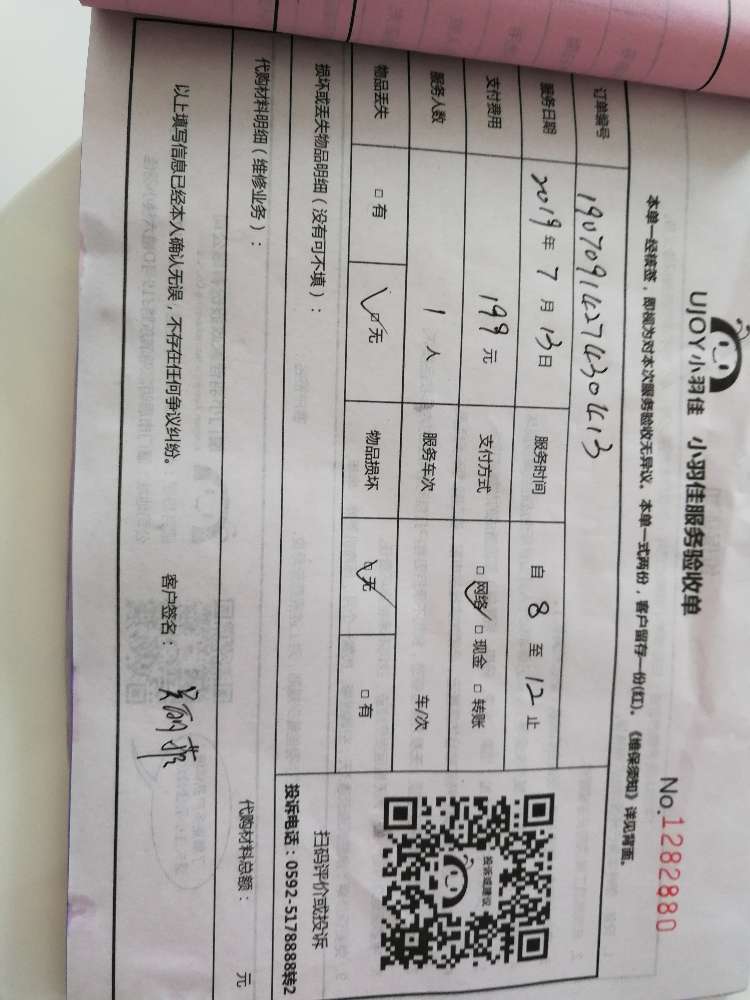 UJOY小羽佳 小羽佳服务验收单
No.1282880
本单一经核签，即视为对本次服务验收无异议。本单一式两份，客户留存一份(红)。《维保须知》详见背面。
订单编号 190709142743041 3
服务日期 2019年7月13日 服务时间 自 8 至 12 止
支付费用 199 元 支付方式 □网络 □现金 □转账
服务人数 1 人 服务车次 车/次
物品丢失 □有 □无 物品损坏 □无 □有
损坏或丢失物品明细（没有可不填）：
投诉或建议
扫码评价或投诉
投诉电话：0592-5178888转2
代购材料明细（维修业务）： 代购材料总额： 元
以上填写信息已经本人确认无误，不存在任何争议纠纷。 客户签名：